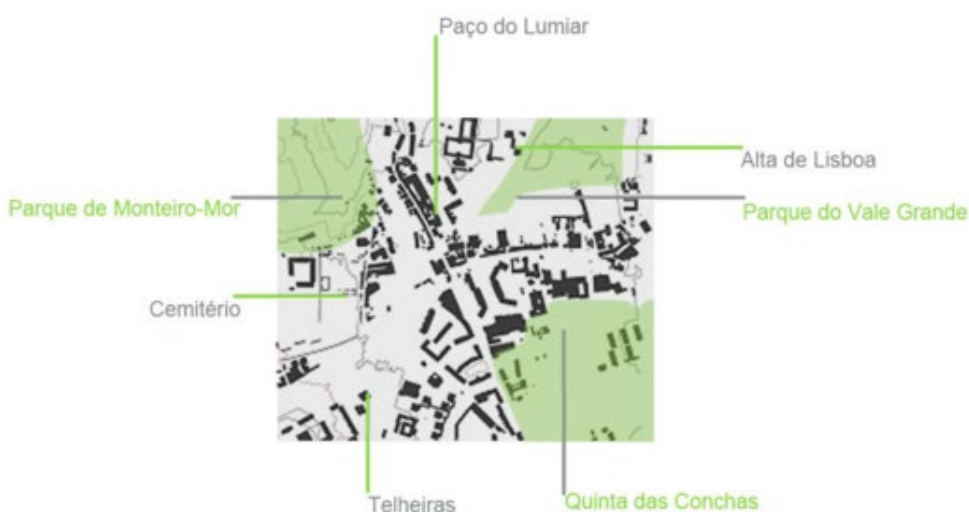 Paço do Lumiar
Alta de Lisboa
Parque de Monteiro-Mor
Parque do Vale Grande
Cemitério
Telheiras
Quinta das Conchas